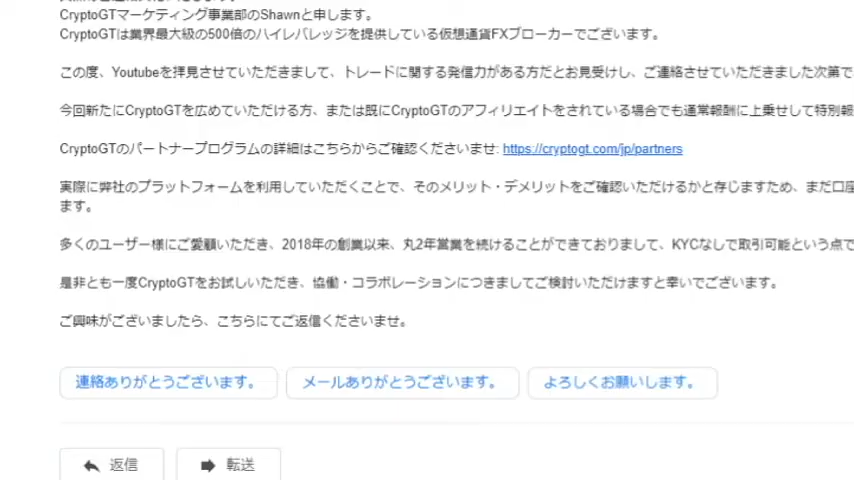 CryptoGTマーケティング事業部のShawnと申します。
CryptoGTは業界最大級の500倍のハイレバレッジを提供している仮想通貨FXブローカーでございます。
この度、Youtubeを拝見させていただきまして、トレードに関する発信力がある方だとお見受けし、ご連絡させていただきました次第で
今回新たにCryptoGTを広めていただける方、または既にCryptoGTのアフィリエイトをされている場合でも通常報酬に上乗せして特別報
CryptoGTのパートナープログラムの詳細はこちらからご確認くださいませ: https://cryptogt.com/jp/partners
実際に弊社のプラットフォームを利用していただくことで、そのメリット・デメリットをご確認いただけるかと存じますため、まだ口座
ます。
多くのユーザー様にご愛顧いただき、2018年の創業以来、丸2年営業を続けることができておりまして、KYCなしで取引可能という点で
是非とも一度CryptoGTをお試しいただき、協働・コラボレーションにつきましてご検討いただけますと幸いでございます。
ご興味がございましたら、こちらにてご返信くださいませ。
連絡ありがとうございます。 メールありがとうございます。 よろしくお願いします。
返信 転送